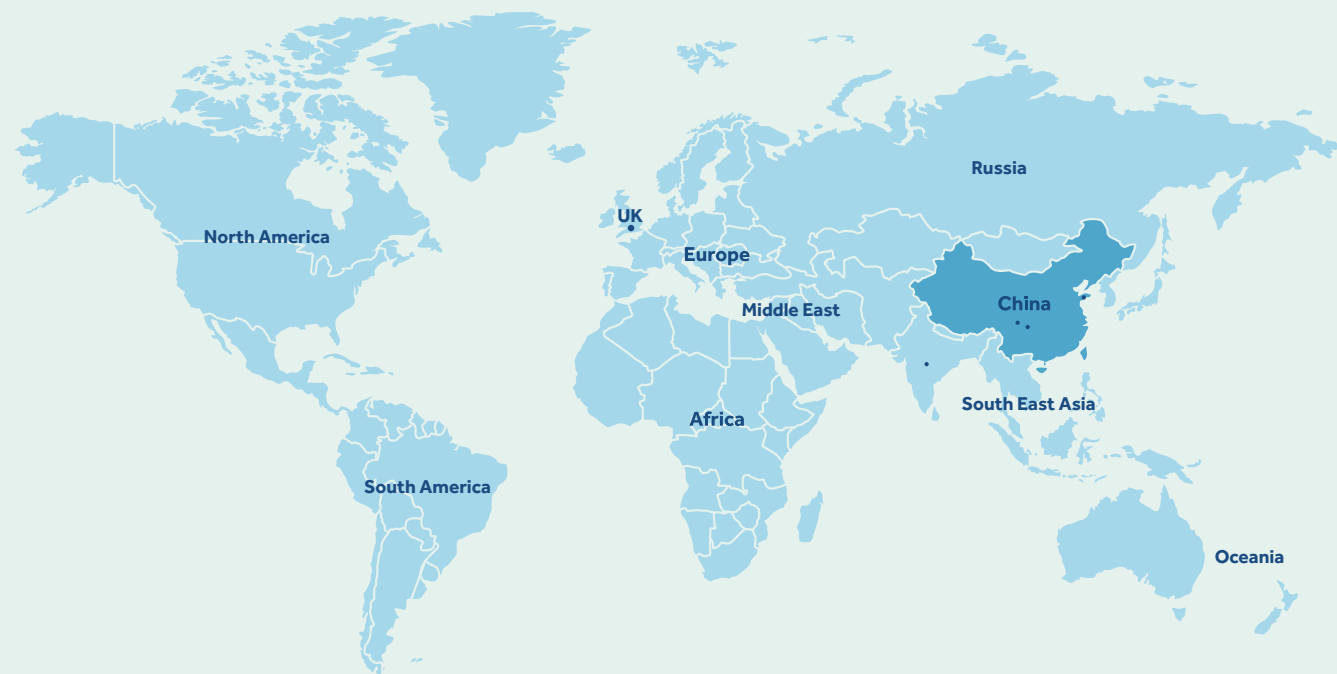 Russia
UK
North America
Europe
China
Middle East
South East Asia
Africa
South America
Oceania